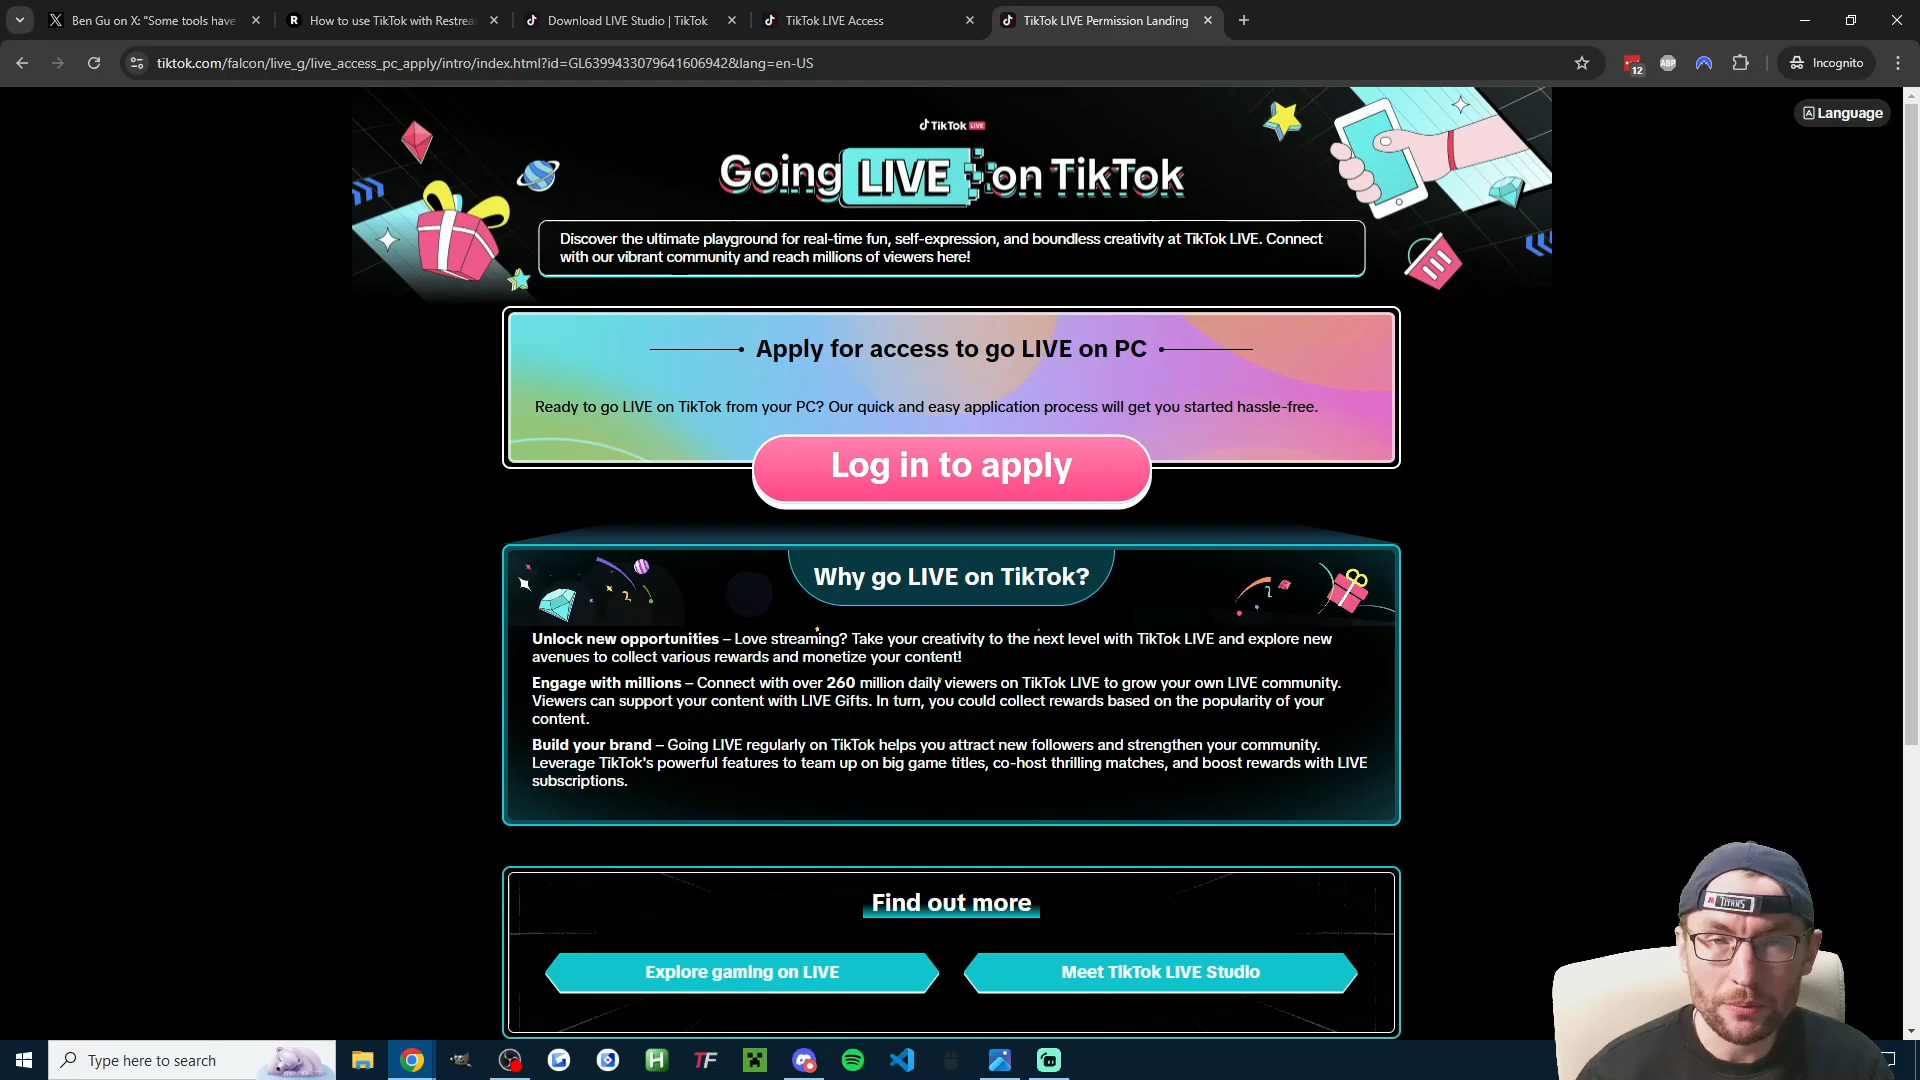 Ben Gu on X: "Some tools have
How to use TikTok with Restrea
Download LIVE Studio | TikTok
TikTok LIVE Access
TikTok LIVE Permission Landing
tiktok.com/falcon/live_g/live_access_pc_apply/intro/index.html?id=GL6399433079641606942&lang=en-US
12
ABP
Incognito
Language
TikTok LIVE
Going LIVE on TikTok
Discover the ultimate playground for real-time fun, self-expression, and boundless creativity at TikTok LIVE. Connect
with our vibrant community and reach millions of viewers here!
Apply for access to go LIVE on PC
Ready to go LIVE on TikTok from your PC? Our quick and easy application process will get you started hassle-free.
Log in to apply
Why go LIVE on TikTok?
Unlock new opportunities – Love streaming? Take your creativity to the next level with TikTok LIVE and explore new
avenues to collect various rewards and monetize your content!
Engage with millions – Connect with over 260 million daily viewers on TikTok LIVE to grow your own LIVE community.
Viewers can support your content with LIVE Gifts. In turn, you could collect rewards based on the popularity of your
content.
Build your brand – Going LIVE regularly on TikTok helps you attract new followers and strengthen your community.
Leverage TikTok's powerful features to team up on big game titles, co-host thrilling matches, and boost rewards with LIVE
subscriptions.
Find out more
Explore gaming on LIVE
Meet TikTok LIVE Studio
TITANS
Type here to search
H
TF